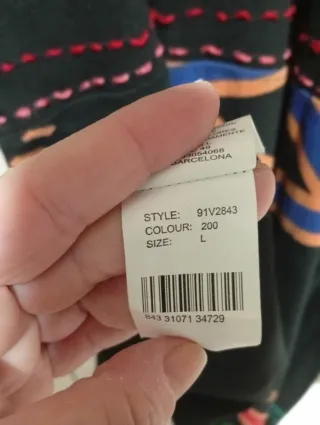 BARCELONA
STYLE: 91V2843
COLOUR: 200
SIZE: L
843 31071 34729